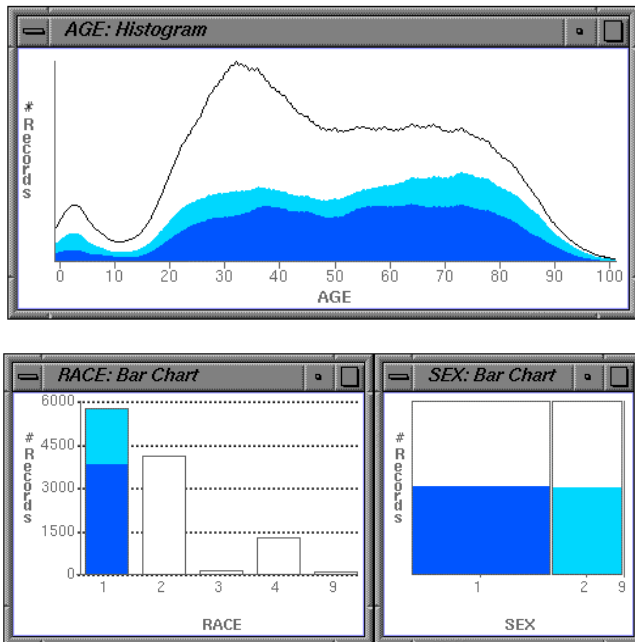 AGE: Histogram
# Records
0 10 20 30 40 50 60 70 80 90 100
AGE
RACE: Bar Chart
# Records
6000
4500
3000
1500
0
1 2 3 4 9
RACE
SEX: Bar Chart
# Records
1 2 9
SEX